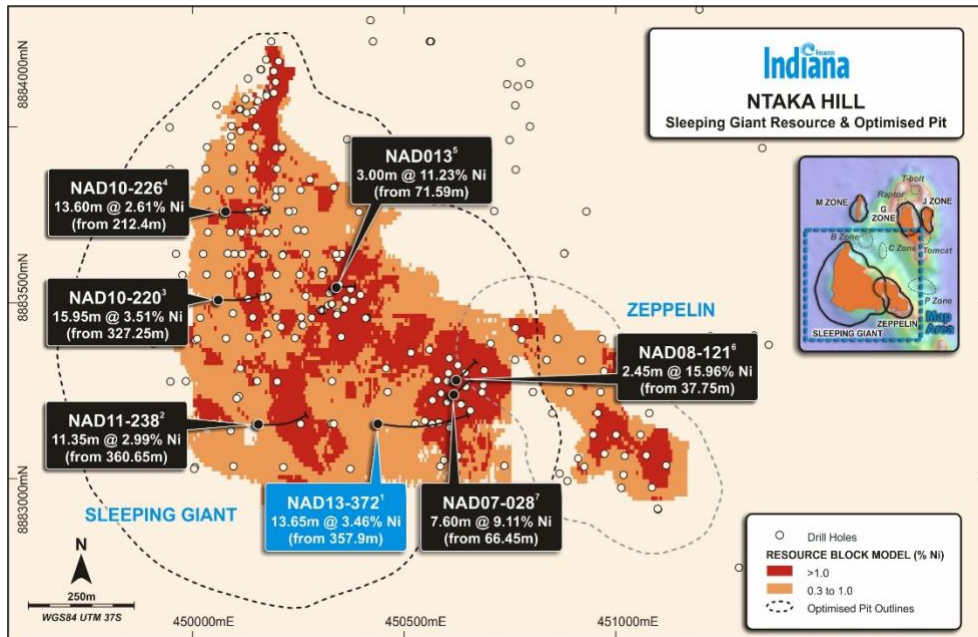 Indiana
Resources
NTAKA HILL
Sleeping Giant Resource & Optimised Pit
8884000mN
8883500mN
8883000mN
NAD013⁵
3.00m @ 11.23% Ni
(from 71.59m)
NAD10-226⁴
13.60m @ 2.61% Ni
(from 212.4m)
NAD10-220³
15.95m @ 3.51% Ni
(from 327.25m)
ZEPPELIN
NAD08-121⁶
2.45m @ 15.96% Ni
(from 37.75m)
NAD11-238²
11.35m @ 2.99% Ni
(from 360.65m)
SLEEPING GIANT
NAD13-372¹
13.65m @ 3.46% Ni
(from 357.9m)
NAD07-028⁷
7.60m @ 9.11% Ni
(from 66.45m)
T-bolt
Raptor
M ZONE
G ZONE
J ZONE
B Zone
C Zone
Tomcat
P Zone
ZEPPELIN
SLEEPING GIANT
Map Area
N
250m
WGS84 UTM 37S
450000mE
450500mE
451000mE
Drill Holes
RESOURCE BLOCK MODEL (% Ni)
>1.0
0.3 to 1.0
Optimised Pit Outlines